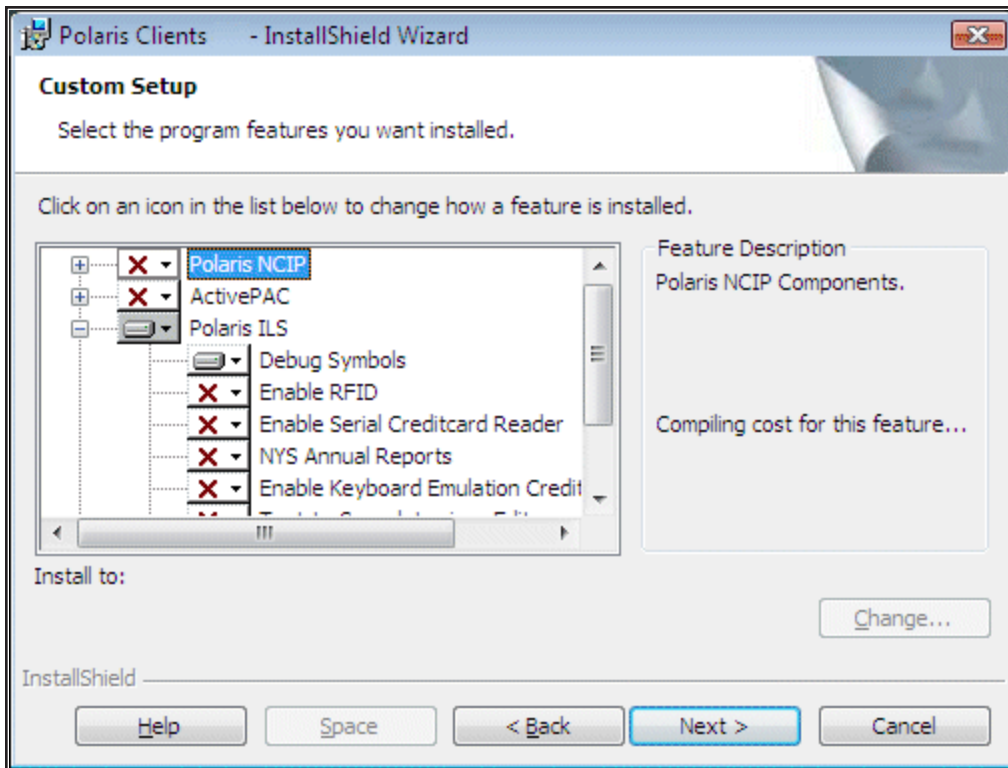 Polaris Clients - InstallShield Wizard
Custom Setup
Select the program features you want installed.
Click on an icon in the list below to change how a feature is installed.
Polaris NCIP
ActivePAC
Polaris ILS
Debug Symbols
Enable RFID
Enable Serial Creditcard Reader
NYS Annual Reports
Enable Keyboard Emulation Credit
Feature Description
Polaris NCIP Components.
Compiling cost for this feature...
Install to:
Change...
InstallShield
Help
Space
< Back
Next >
Cancel